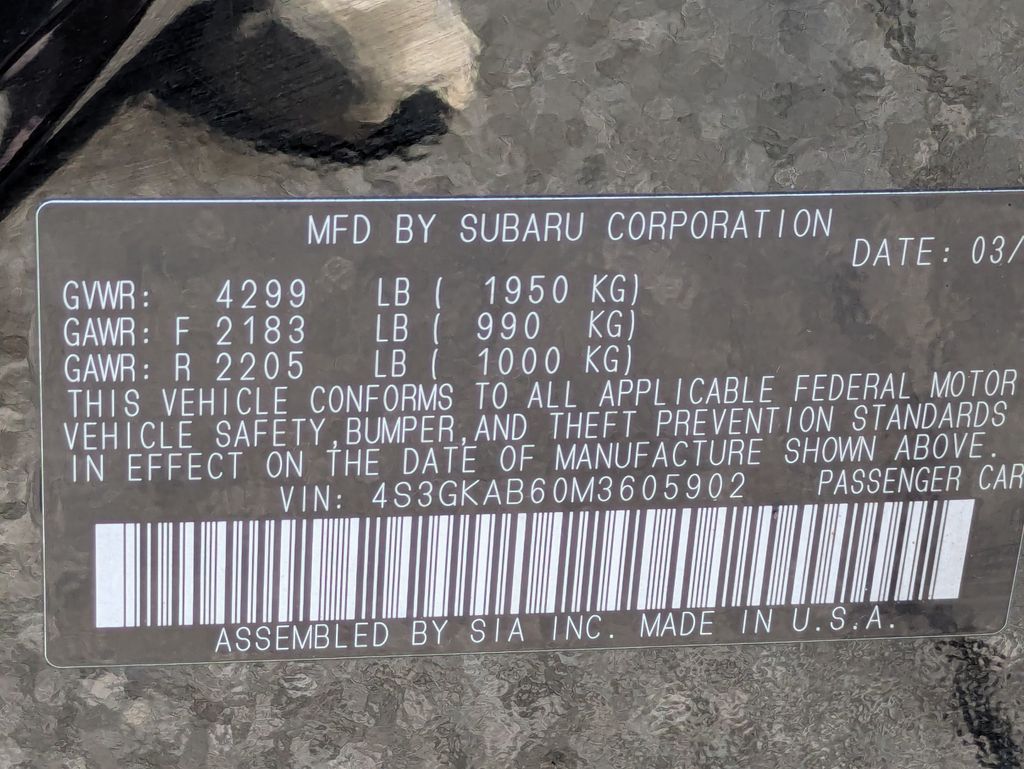 MFD BY SUBARU CORPORATION
DATE: 03/
GVWR: 4299 LB ( 1950 KG)
GAWR: F 2183 LB ( 990 KG)
GAWR: R 2205 LB ( 1000 KG)
THIS VEHICLE CONFORMS TO ALL APPLICABLE FEDERAL MOTOR
VEHICLE SAFETY,BUMPER,AND THEFT PREVENTION STANDARDS
IN EFFECT ON THE DATE OF MANUFACTURE SHOWN ABOVE.
VIN: 4S3GKAB60M3605902 PASSENGER CAR
ASSEMBLED BY SIA INC. MADE IN U.S.A.